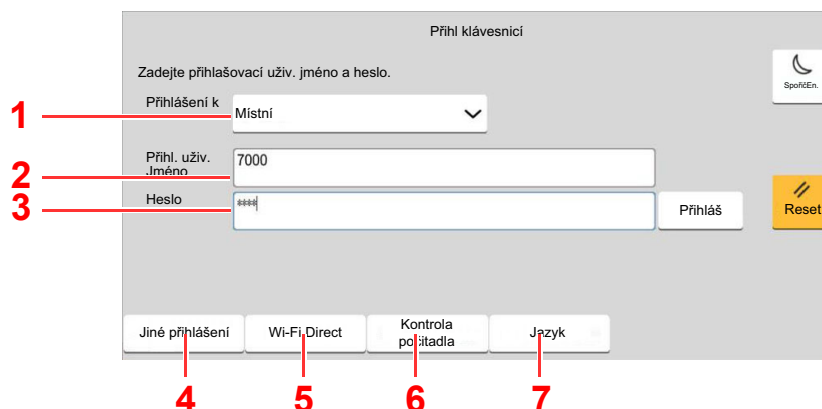 Přihl klávesnicí
Zadejte přihlašovací uživ. jméno a heslo.
SpořičEn.
Přihlášení k
Místní
1
Přihl. uživ.
Jméno
7000
2
Heslo
****
3
Přihláš
Reset
Jiné přihlášení
Wi-Fi Direct
Kontrola
počitadla
Jazyk
4
5
6
7